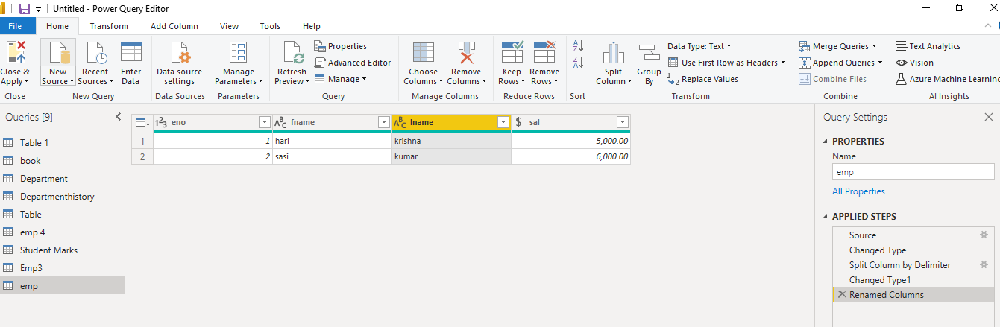 Untitled - Power Query Editor
File Home Transform Add Column View Tools Help
Close & Apply
New Source
Recent Sources
Enter Data
Data source settings
Manage Parameters
Refresh Preview
Properties
Advanced Editor
Manage
Choose Columns
Remove Columns
Keep Rows
Remove Rows
A Z
Z A
Split Column
Group By
Data Type: Text
Use First Row as Headers
1 2 Replace Values
Merge Queries
Append Queries
Combine Files
Text Analytics
Vision
Azure Machine Learning
Close New Query Data Sources Parameters Query Manage Columns Reduce Rows Sort Transform Combine AI Insights
Queries [9]
Table 1
book
Department
Departmenthistory
Table
emp 4
Student Marks
Emp3
emp
123 eno ABC fname ABC lname $ sal
1 1 hari krishna 5,000.00
2 2 sasi kumar 6,000.00
Query Settings
PROPERTIES
Name
emp
All Properties
APPLIED STEPS
Source
Changed Type
Split Column by Delimiter
Changed Type1
Renamed Columns